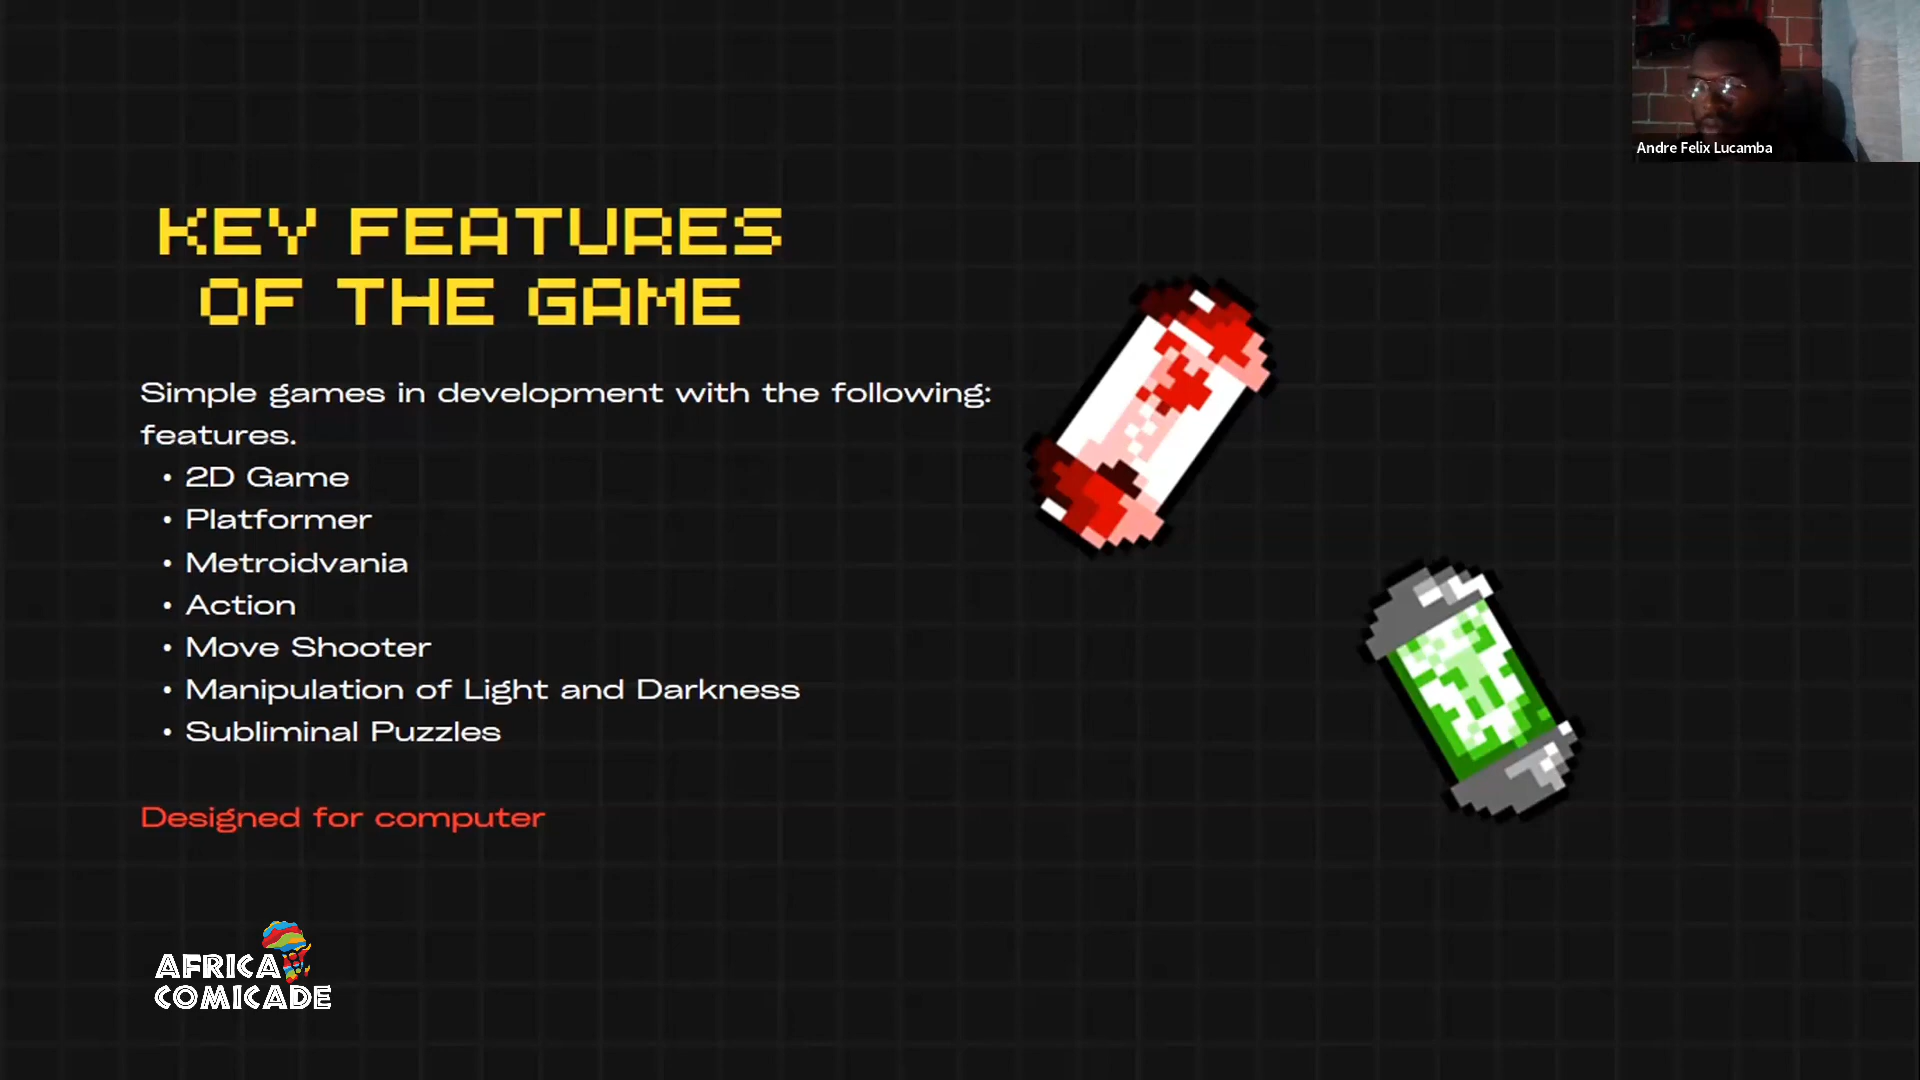 Andre Felix Lucamba
KEY FEATURES
OF THE GAME
Simple games in development with the following:
features.
• 2D Game
• Platformer
• Metroidvania
• Action
• Move Shooter
• Manipulation of Light and Darkness
• Subliminal Puzzles
Designed for computer
AFRICA
COMICADE